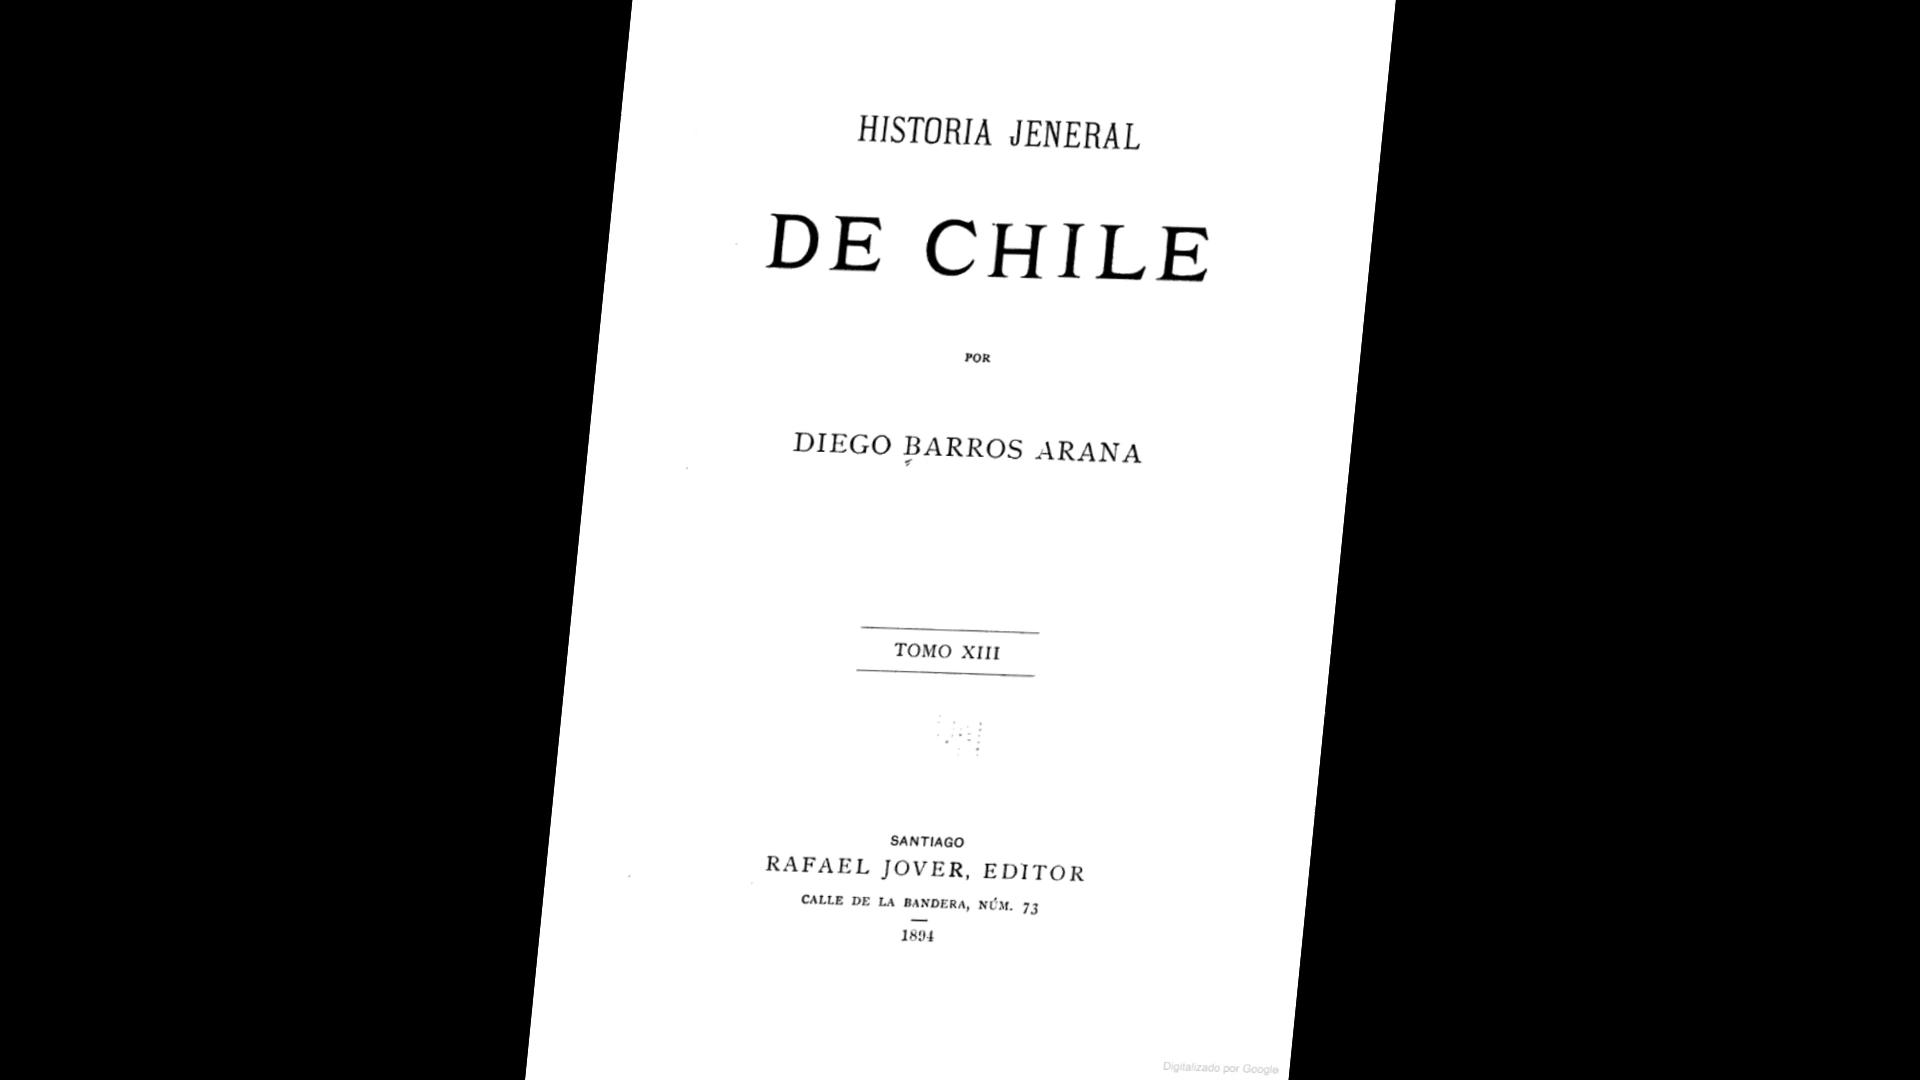 HISTORIA JENERAL
DE CHILE
POR
DIEGO BARROS ARANA
TOMO XIII
SANTIAGO
RAFAEL JOVER, EDITOR
CALLE DE LA BANDERA, NÚM. 73
1894
Digitalizado por Google